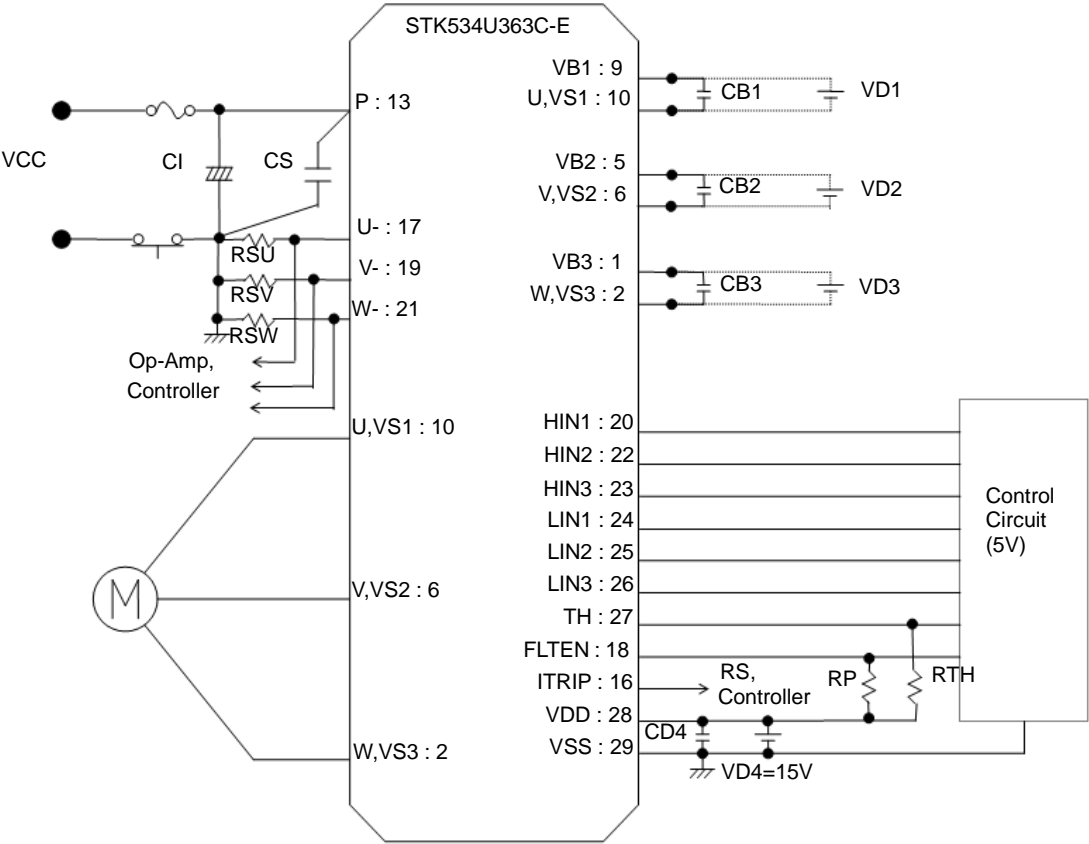 STK534U363C-E
P : 13
VCC
CI
CS
U- : 17
RSU
V- : 19
RSV
W- : 21
RSW
Op-Amp,
Controller
U,VS1 : 10
M
V,VS2 : 6
W,VS3 : 2
VB1 : 9
U,VS1 : 10
CB1
VD1
VB2 : 5
V,VS2 : 6
CB2
VD2
VB3 : 1
W,VS3 : 2
CB3
VD3
HIN1 : 20
HIN2 : 22
HIN3 : 23
LIN1 : 24
LIN2 : 25
LIN3 : 26
TH : 27
FLTEN : 18
ITRIP : 16
VDD : 28
VSS : 29
Control
Circuit
(5V)
RS,
Controller
RP
RTH
CD4
VD4=15V